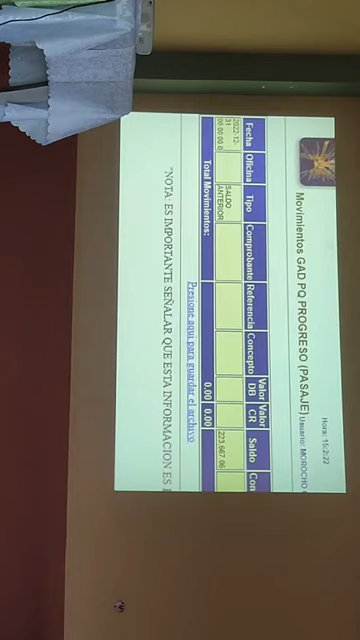 Hora: 15:2:22
Movimientos GAD PQ PROGRESO (PASAJE) Usuario: MOROCHO
Fecha Oficina Tipo Comprobante Referencia Concepto Valor DB Valor CR Saldo Con
2022-12-31 00:00:00.0 SALDO ANTERIOR 223,667.06
Total Movimientos: 0.00 0.00
Presione aqui para guardar el archivo
"NOTA: ES IMPORTANTE SEÑALAR QUE ESTA INFORMACION ES